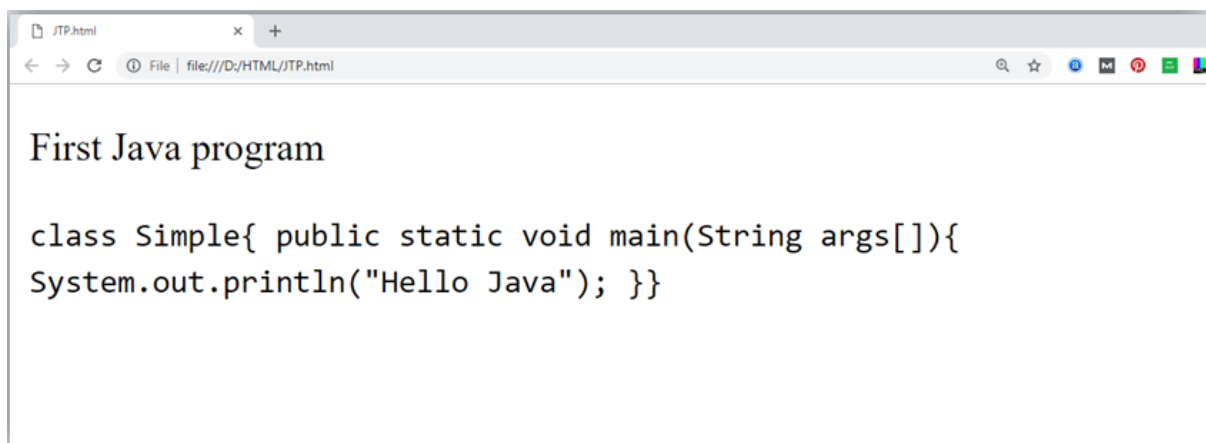 JTP.html
File | file:///D:/HTML/JTP.html
First Java program
class Simple{ public static void main(String args[]){
System.out.println("Hello Java"); }}